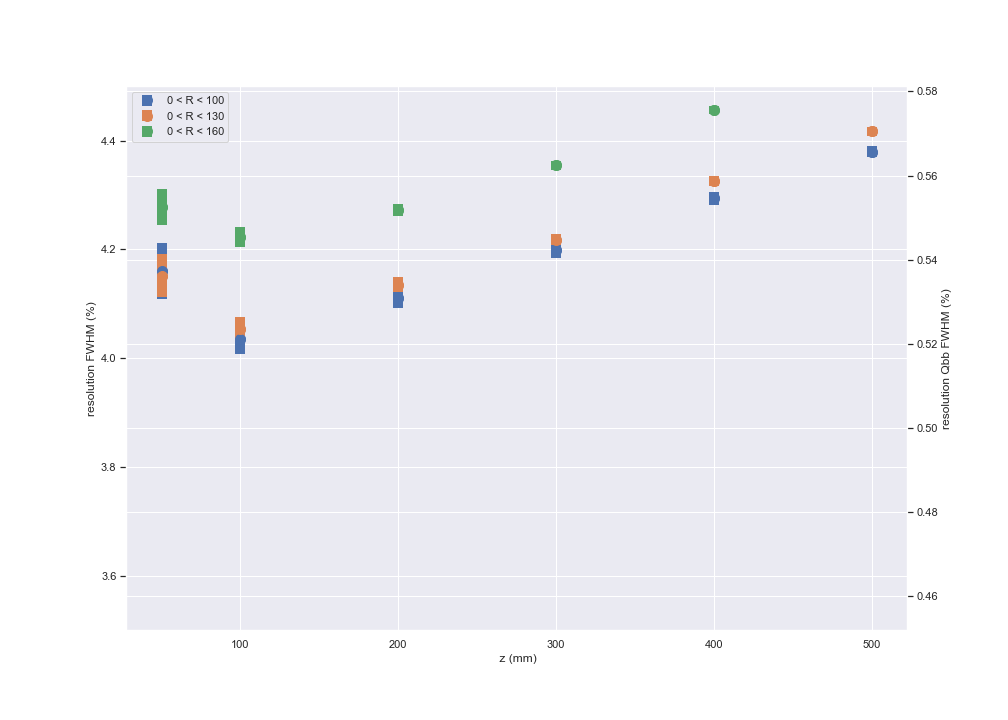 0 < R < 100
0 < R < 130
0 < R < 160
resolution FWHM (%)
4.4
4.2
4.0
3.8
3.6
0.58
0.56
0.54
0.52
0.50
0.48
0.46
resolution Qbb FWHM (%)
100 200 300 400 500
z (mm)